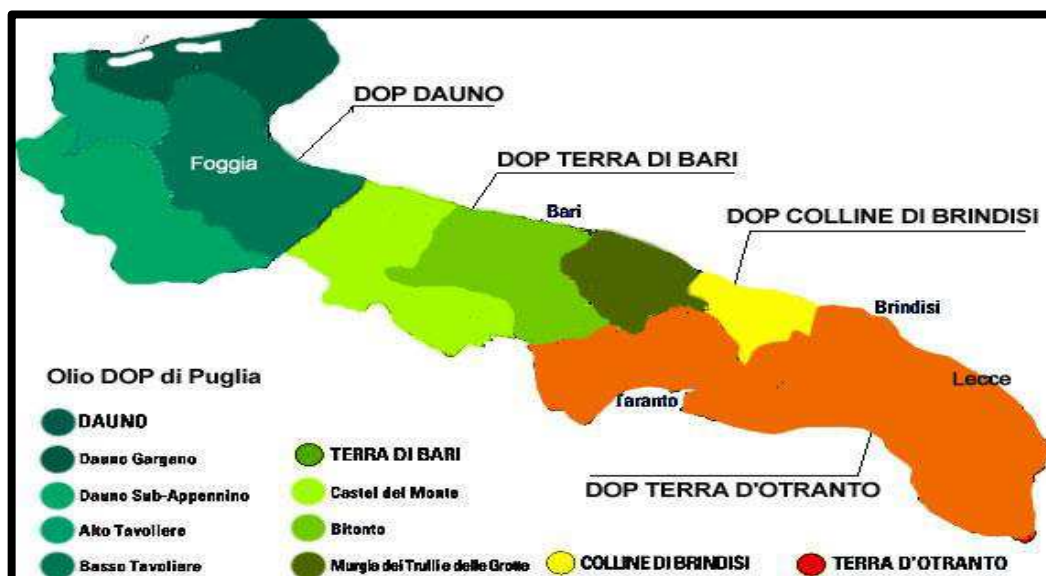 DOP DAUNO
DOP TERRA DI BARI
Foggia
Bari
DOP COLLINE DI BRINDISI
Brindisi
Olio DOP di Puglia
Lecce
Taranto
DAUNO
Dauno Gargano
TERRA DI BARI
DOP TERRA D'OTRANTO
Dauno Sub-Appennino
Castel del Monte
Alto Tavoliere
Bitonto
Basso Tavoliere
Murgia dei Trulli e delle Grotte
COLLINE DI BRINDISI
TERRA D'OTRANTO